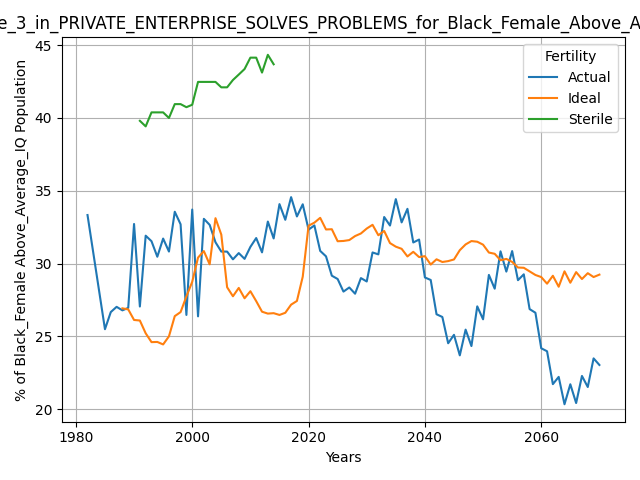 e_3_in_PRIVATE_ENTERPRISE_SOLVES_PROBLEMS_for_Black_Female_Above_A
% of Black_Female Above_Average_IQ Population
45
40
35
30
25
20
1980
2000
2020
2040
2060
Years
Fertility
Actual
Ideal
Sterile